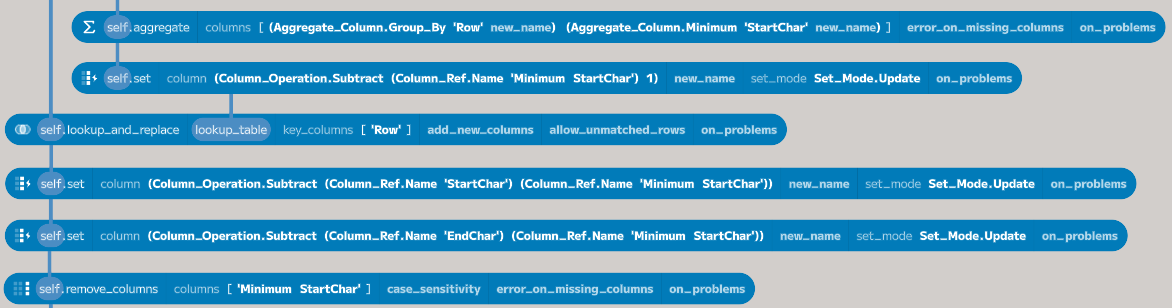 Σ self.aggregate columns [ (Aggregate_Column.Group_By 'Row' new_name) (Aggregate_Column.Minimum 'StartChar' new_name) ] error_on_missing_columns on_problems
self.set column (Column_Operation.Subtract (Column_Ref.Name 'Minimum StartChar') 1) new_name set_mode Set_Mode.Update on_problems
self.lookup_and_replace lookup_table key_columns [ 'Row' ] add_new_columns allow_unmatched_rows on_problems
self.set column (Column_Operation.Subtract (Column_Ref.Name 'StartChar') (Column_Ref.Name 'Minimum StartChar')) new_name set_mode Set_Mode.Update on_problems
self.set column (Column_Operation.Subtract (Column_Ref.Name 'EndChar') (Column_Ref.Name 'Minimum StartChar')) new_name set_mode Set_Mode.Update on_problems
self.remove_columns columns [ 'Minimum StartChar' ] case_sensitivity error_on_missing_columns on_problems